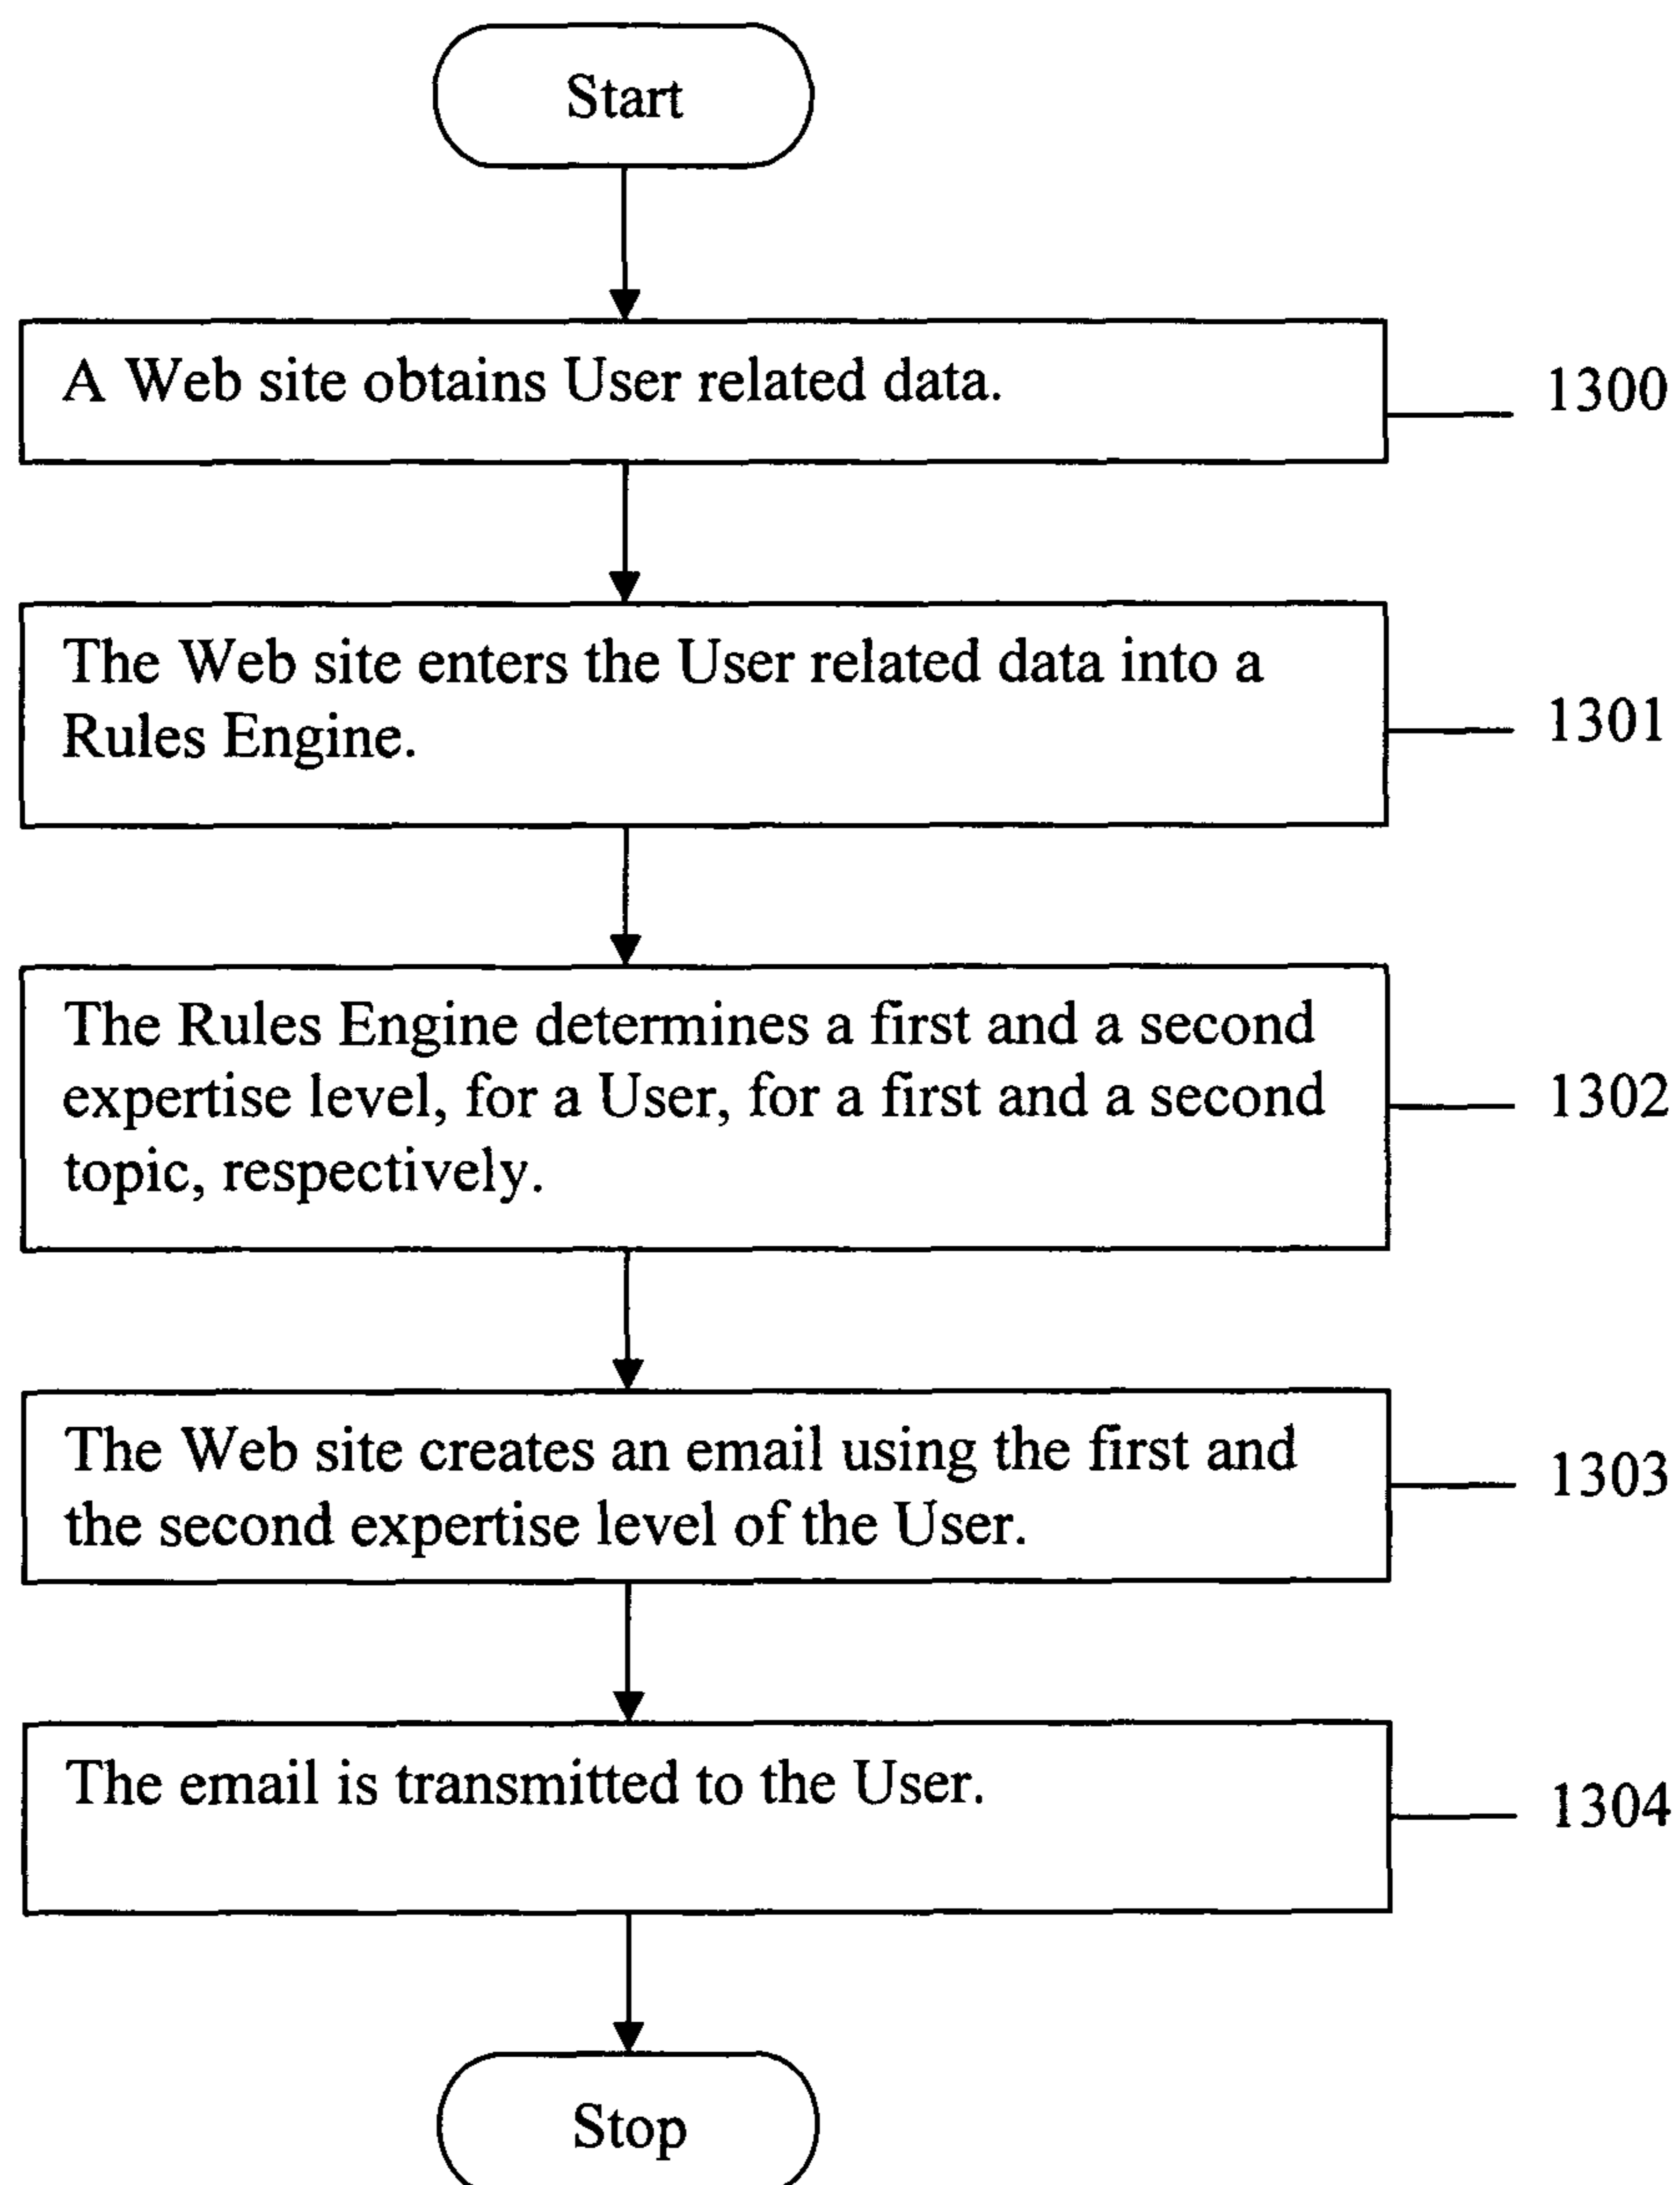 Start
A Web site obtains User related data.
1300
The Web site enters the User related data into a
Rules Engine.
1301
The Rules Engine determines a first and a second
expertise level, for a User, for a first and a second
topic, respectively.
1302
The Web site creates an email using the first and
the second expertise level of the User.
1303
The email is transmitted to the User.
1304
Stop